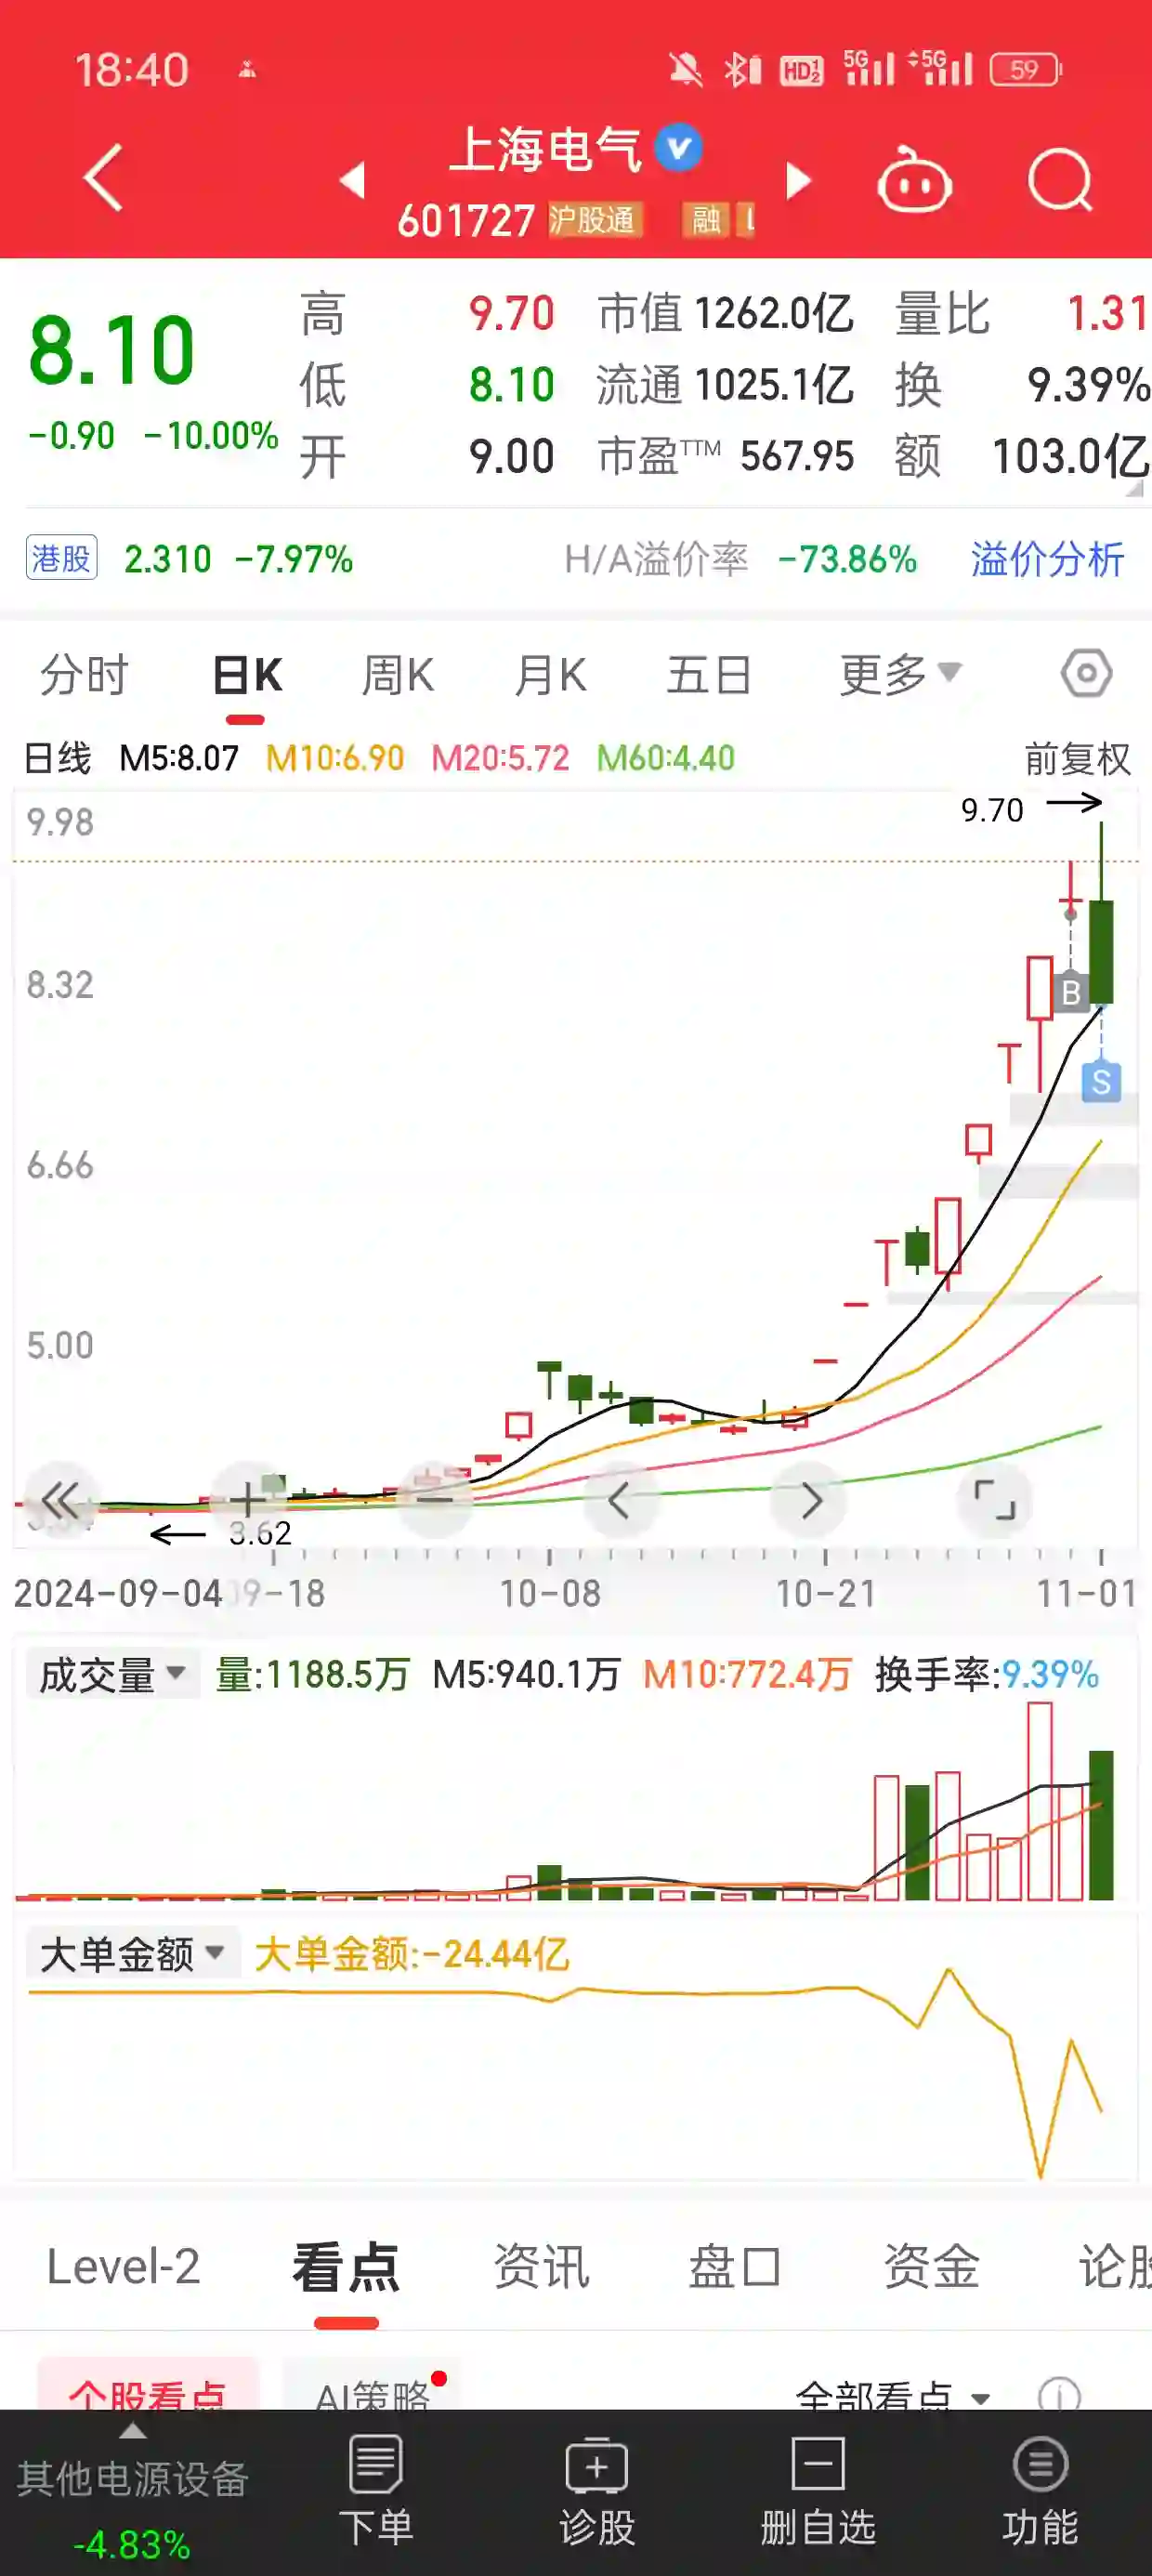 18:40 HD 5G 5G 59
上海电气
601727 沪股通 融
8.10
-0.90 -10.00%
高 9.70 市值 1262.0亿 量比 1.31
低 8.10 流通 1025.1亿 换 9.39%
开 9.00 市盈TTM 567.95 额 103.0亿
港股 2.310 -7.97% H/A溢价率 -73.86% 溢价分析
分时 日K 周K 月K 五日 更多
日线 M5:8.07 M10:6.90 M20:5.72 M60:4.40 前复权
9.70
9.98
8.32
B
S
6.66
5.00
3.62
2024-09-04 09-18 10-08 10-21 11-01
成交量 量:1188.5万 M5:940.1万 M10:772.4万 换手率:9.39%
大单金额 大单金额:-24.44亿
Level-2 看点 资讯 盘口 资金 论股
个股看点 AI策略 全部看点
其他电源设备
-4.83%
下单 诊股 删自选 功能